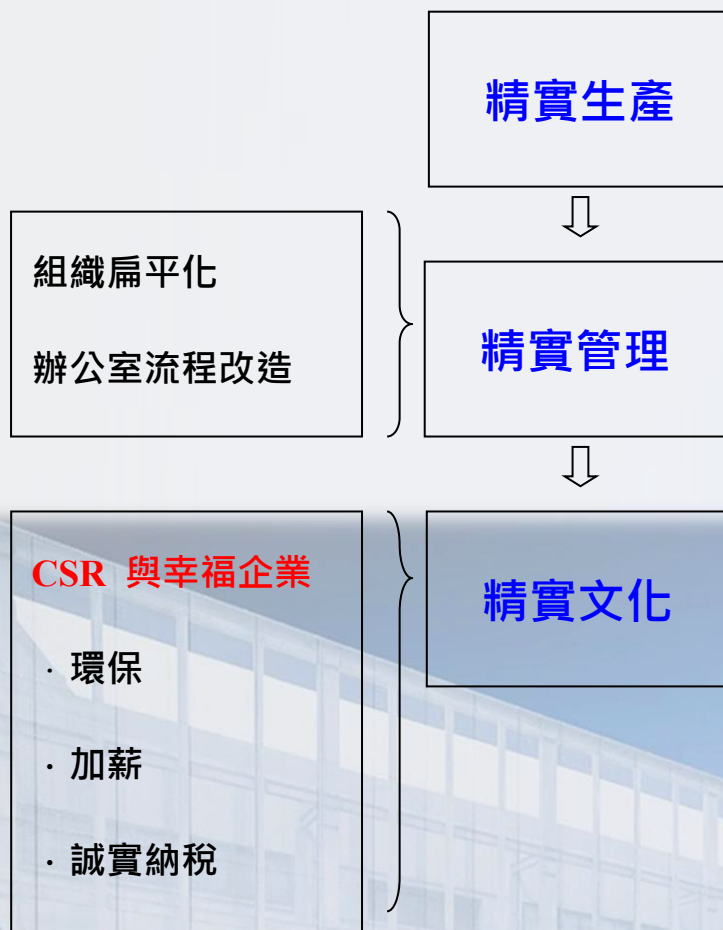 精實生產
組織扁平化
辦公室流程改造
精實管理
CSR 與幸福企業
· 環保
· 加薪
· 誠實納稅
精實文化